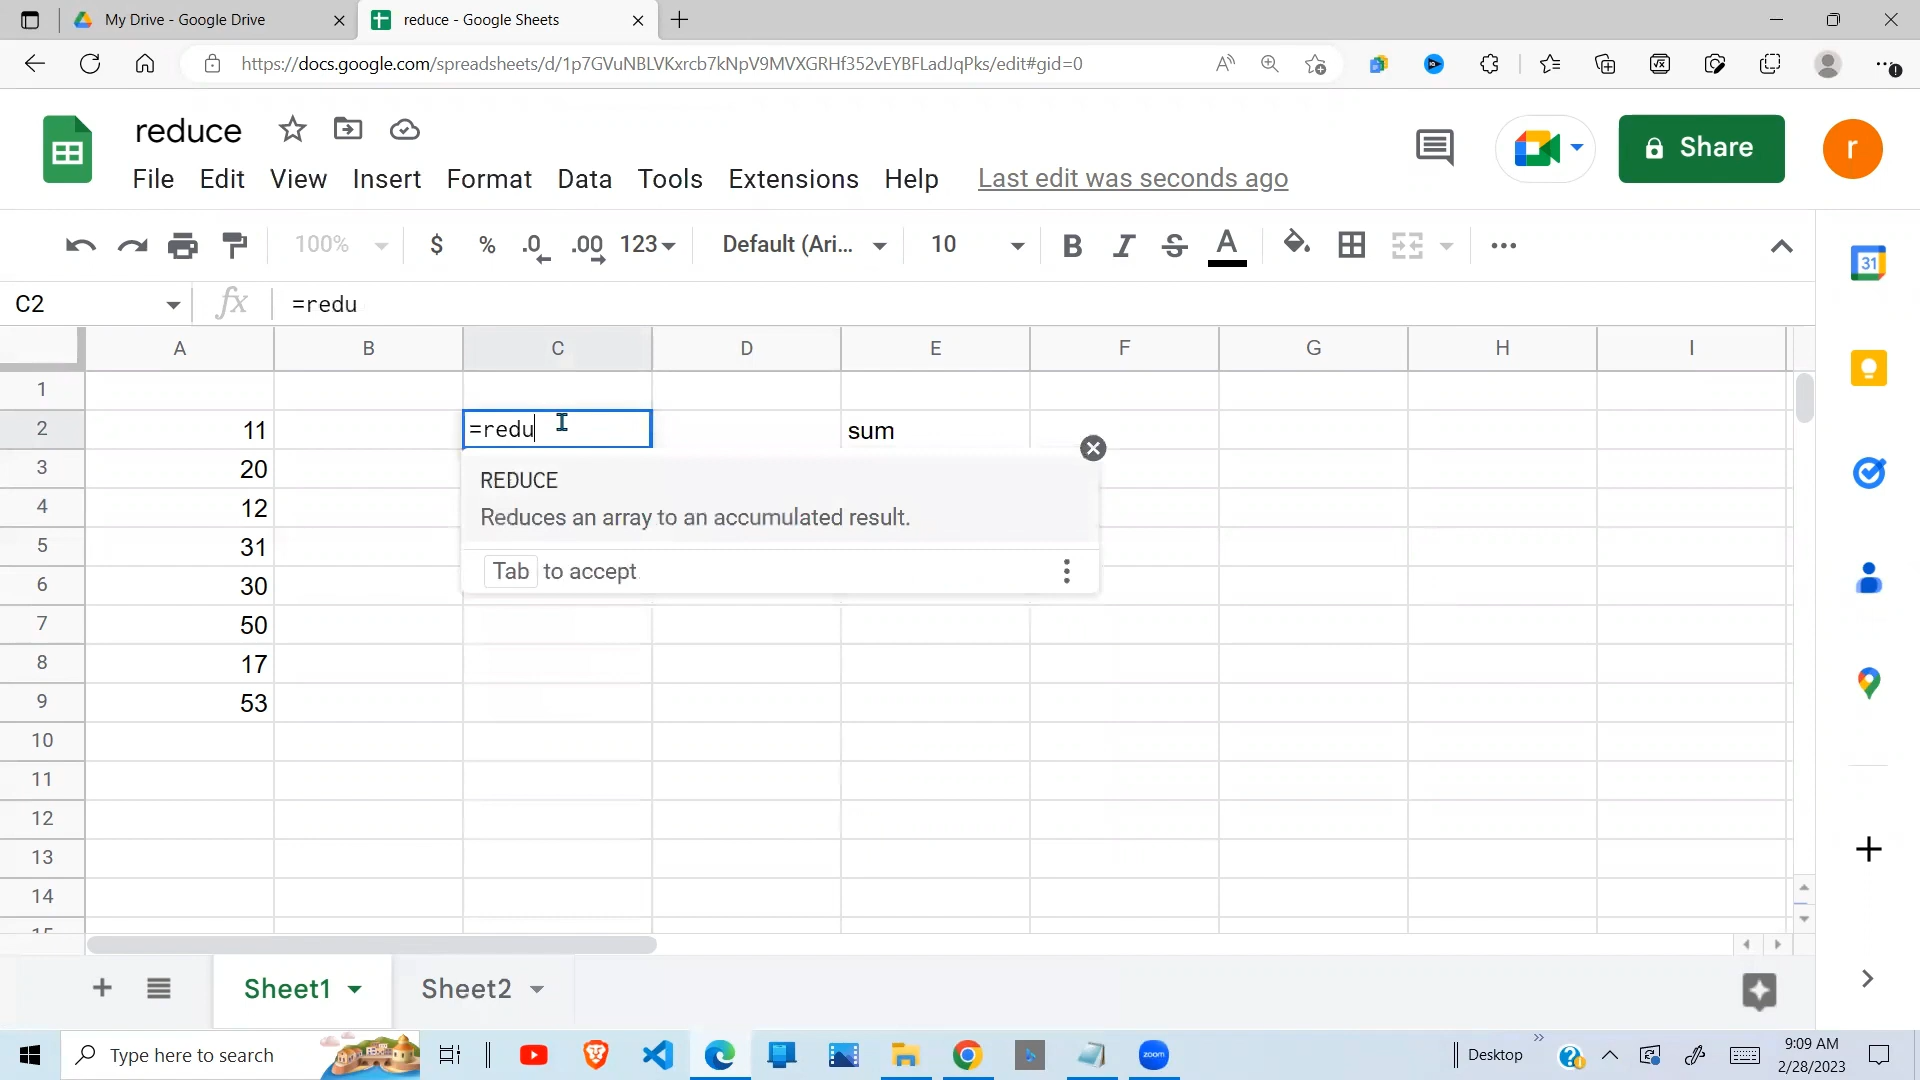 My Drive - Google Drive
reduce - Google Sheets
https://docs.google.com/spreadsheets/d/1p7GVuNBLVKxrcb7kNpV9MVXGRHf352vEYBFLadJqPks/edit#gid=0
reduce
File Edit View Insert Format Data Tools Extensions Help Last edit was seconds ago
Share
r
100% $ % .0 .00 123 Default (Ari... 10 B I S A
31
C2 fx =redu
A B C D E F G H I
1
2 11 =redu sum
3 20
REDUCE
4 12
Reduces an array to an accumulated result.
5 31
Tab to accept
6 30
7 50
8 17
9 53
10
11
12
13
14
15
Sheet1 Sheet2
Type here to search
zoom
Desktop
9:09 AM
2/28/2023